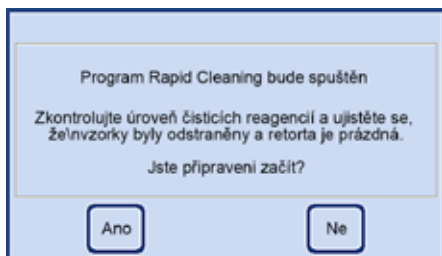 Program Rapid Cleaning bude spuštěn
Zkontrolujte úroveň čisticích reagencií a ujistěte se,
že\nvzorky byly odstraněny a retorta je prázdná.
Jste připraveni začít?
Ano
Ne